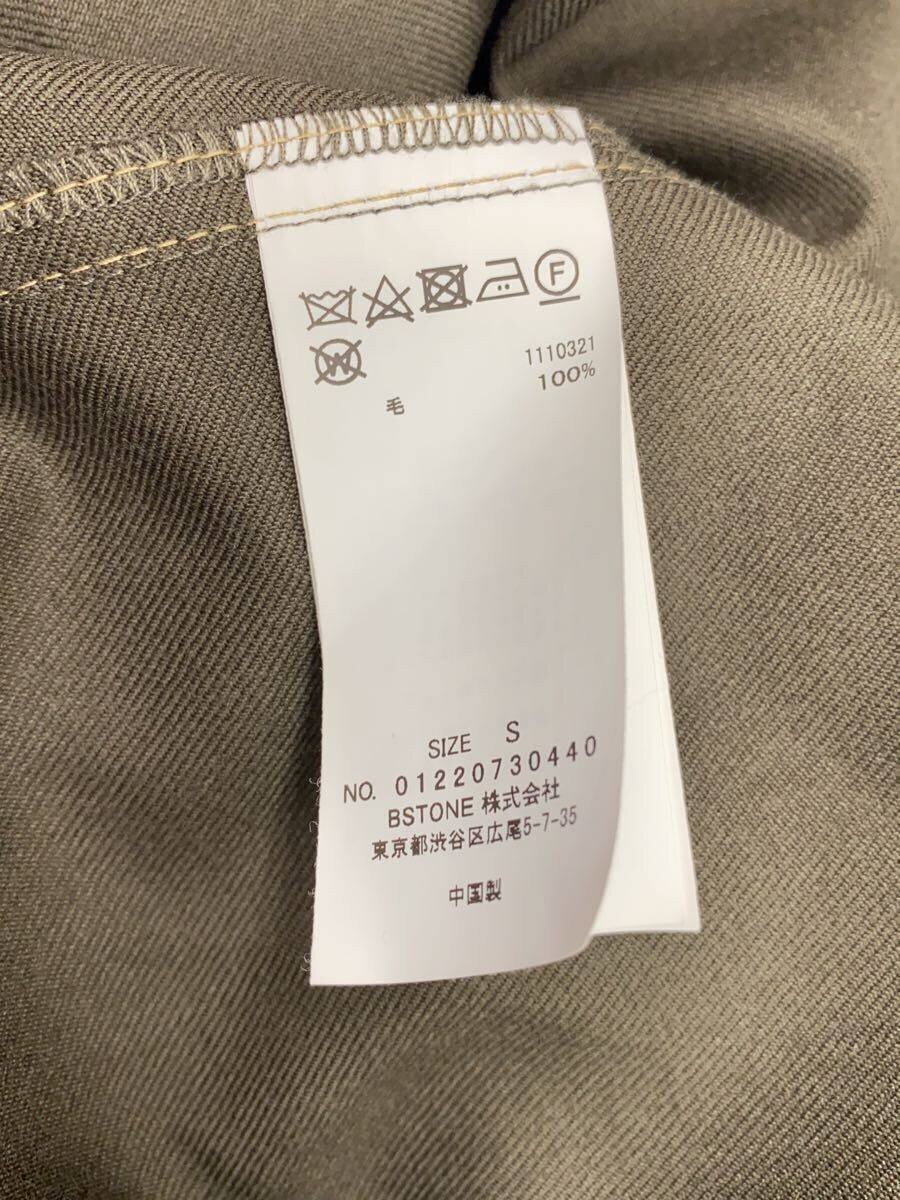 F
W
1110321
毛 100%
SIZE S
NO. 01220730440
BSTONE 株式会社
東京都渋谷区広尾5-7-35
中国製